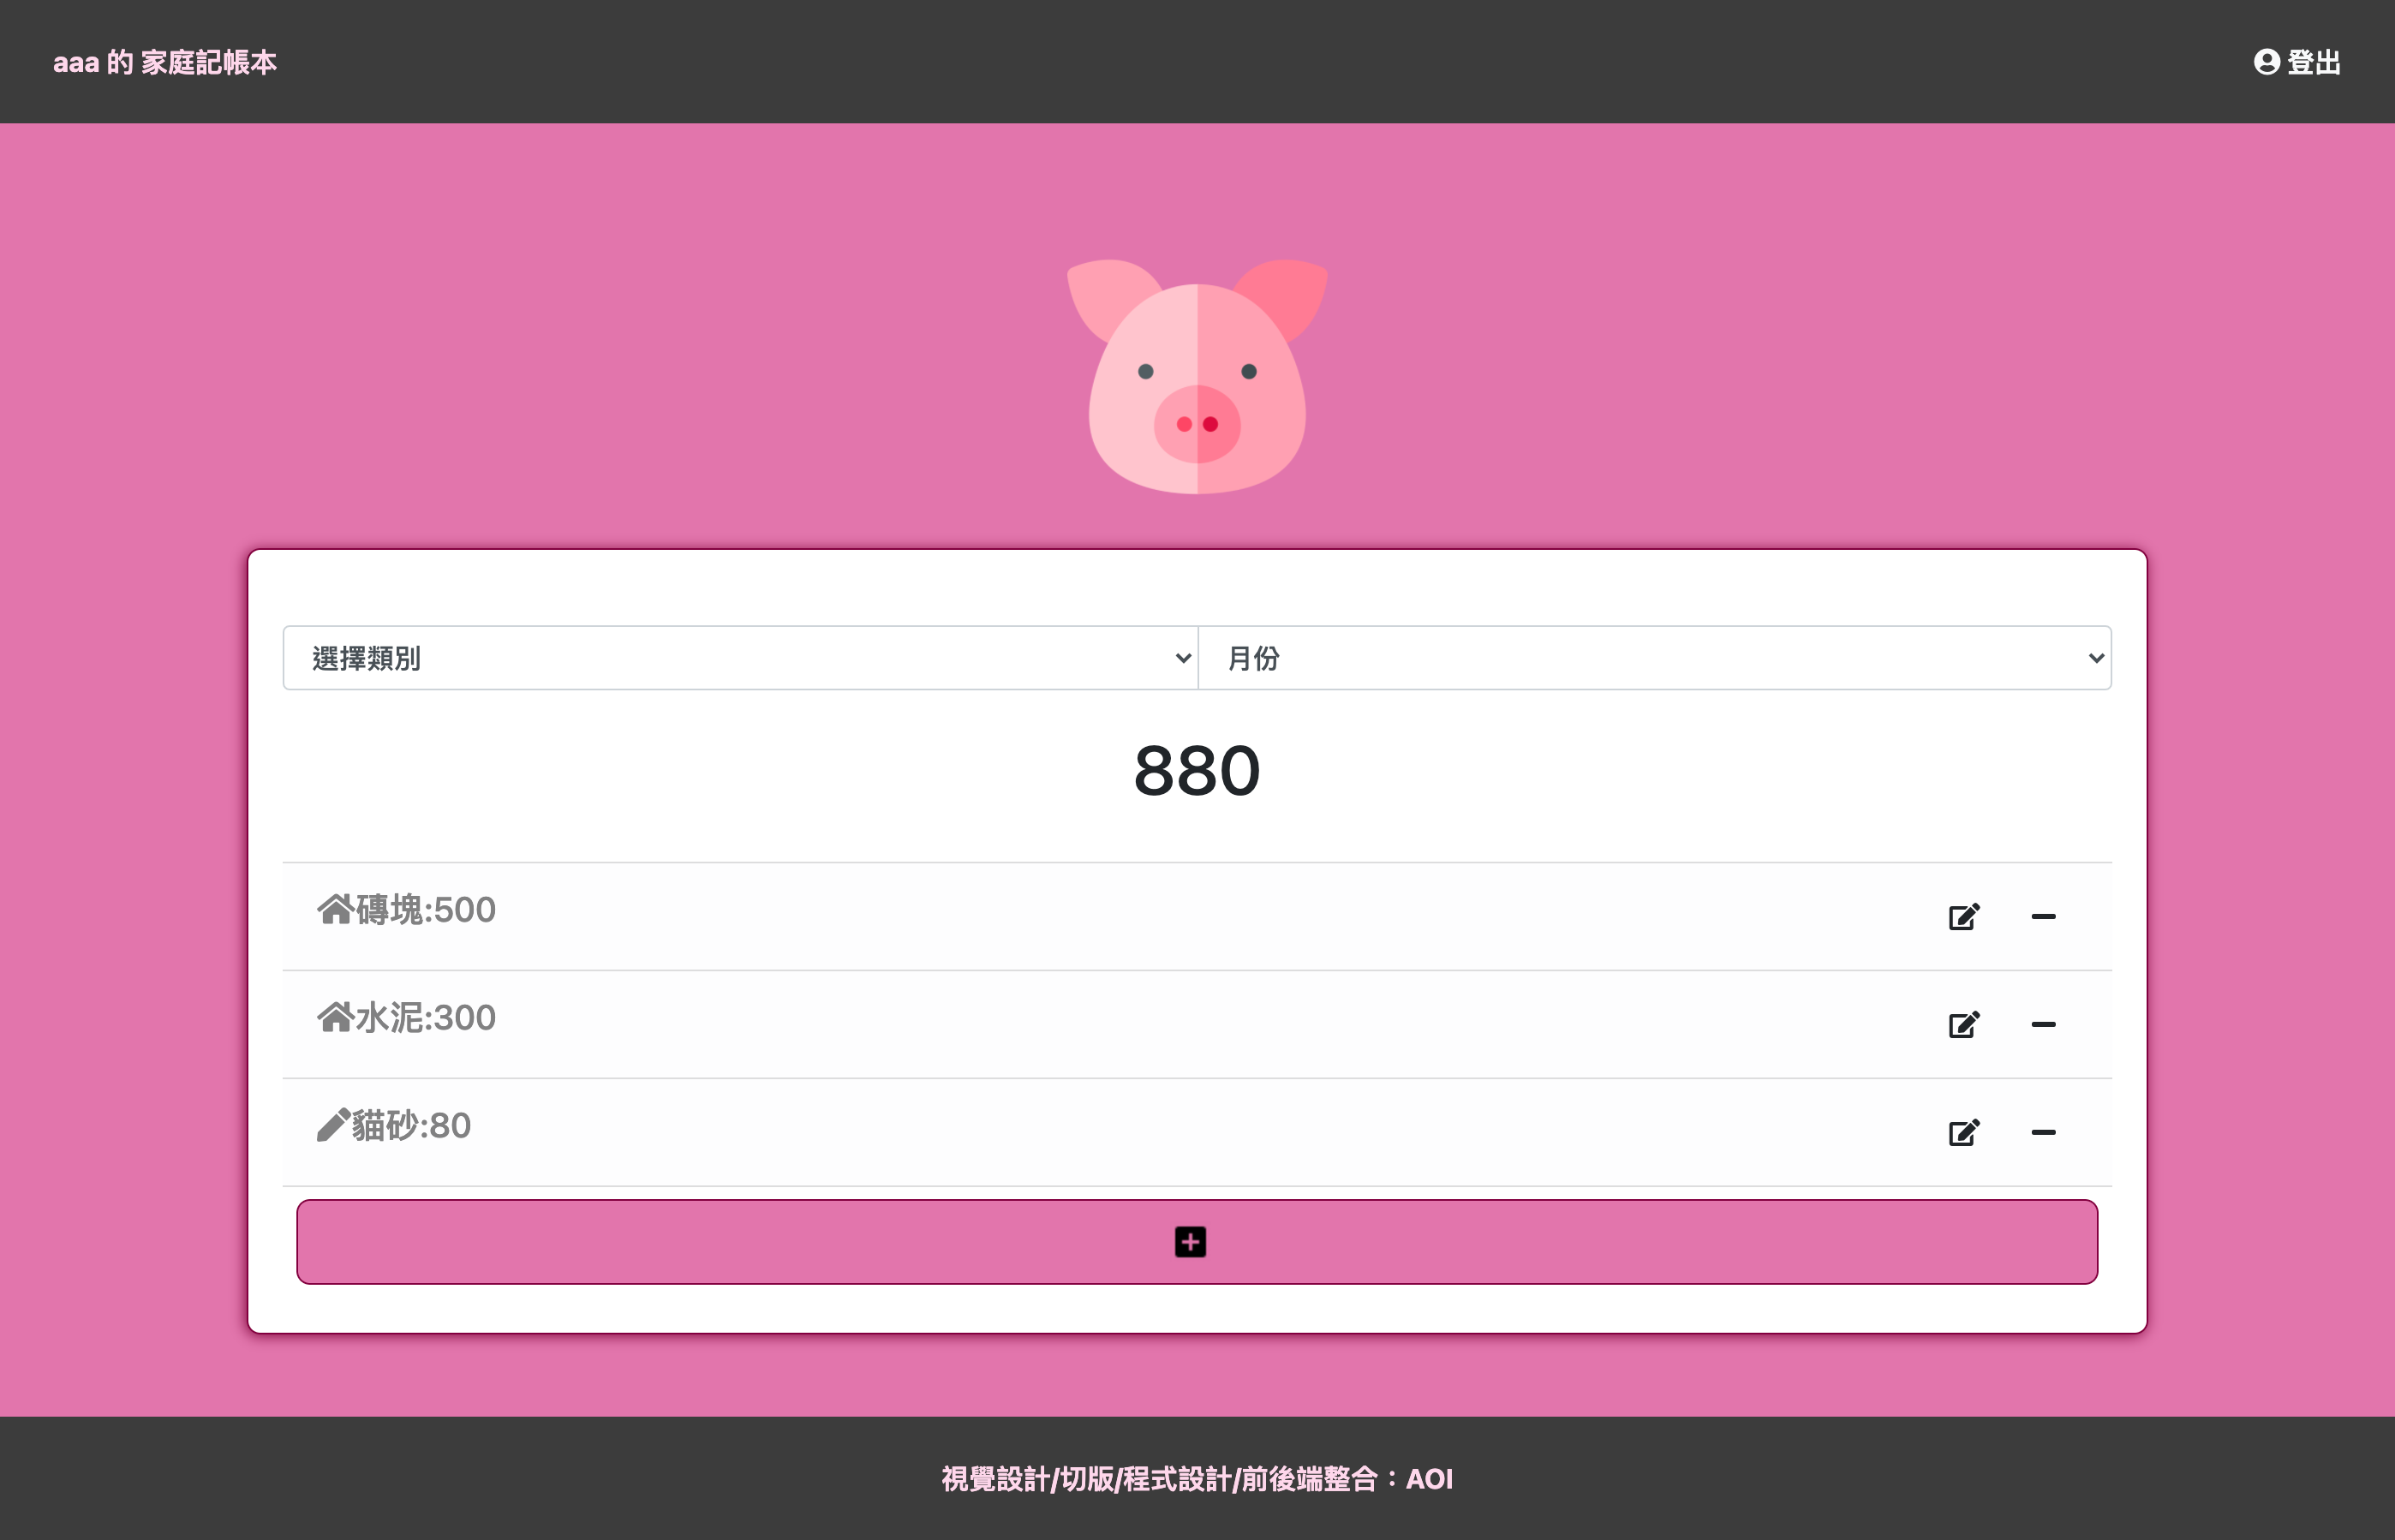 aaa 的 家庭記帳本
登出
選擇類別
月份
880
磚塊:500
水泥:300
貓砂:80
視覺設計/切版/程式設計/前後端整合：AOI